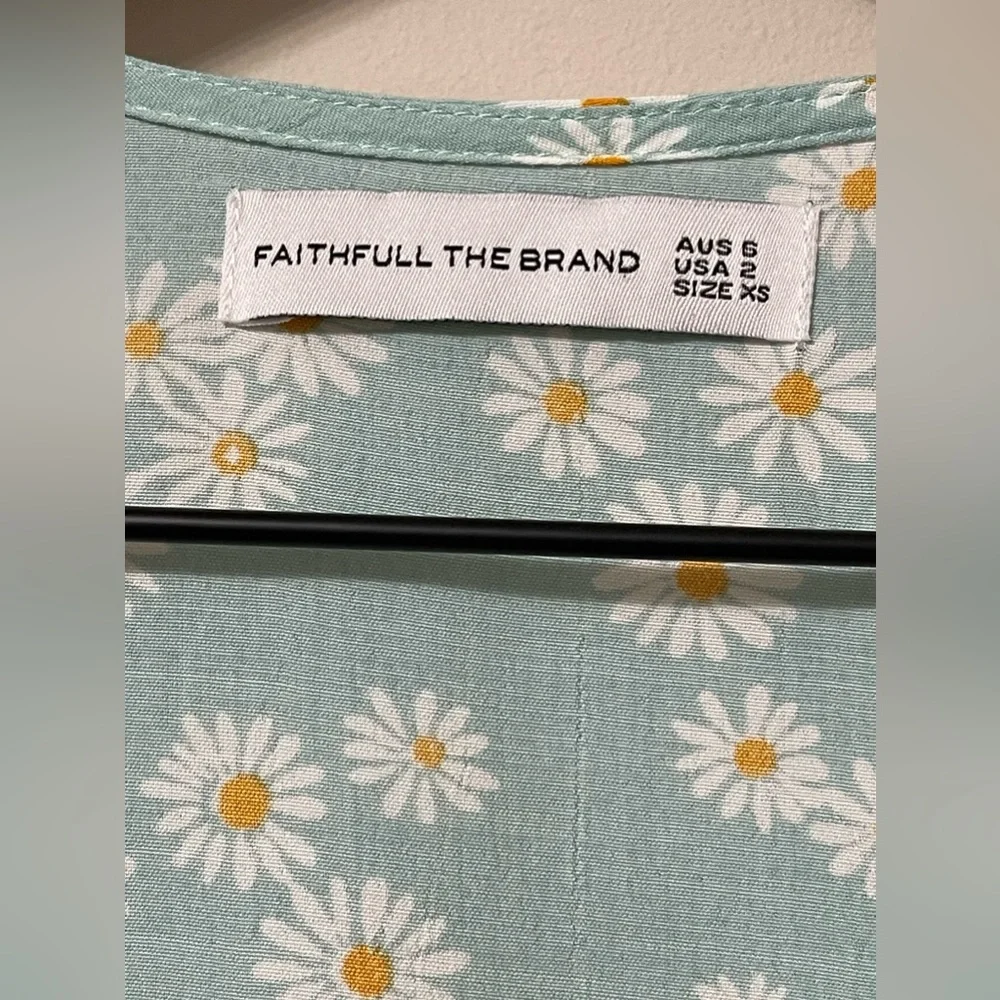 FAITHFULL THE BRAND
AUS 6
USA 2
SIZE XS